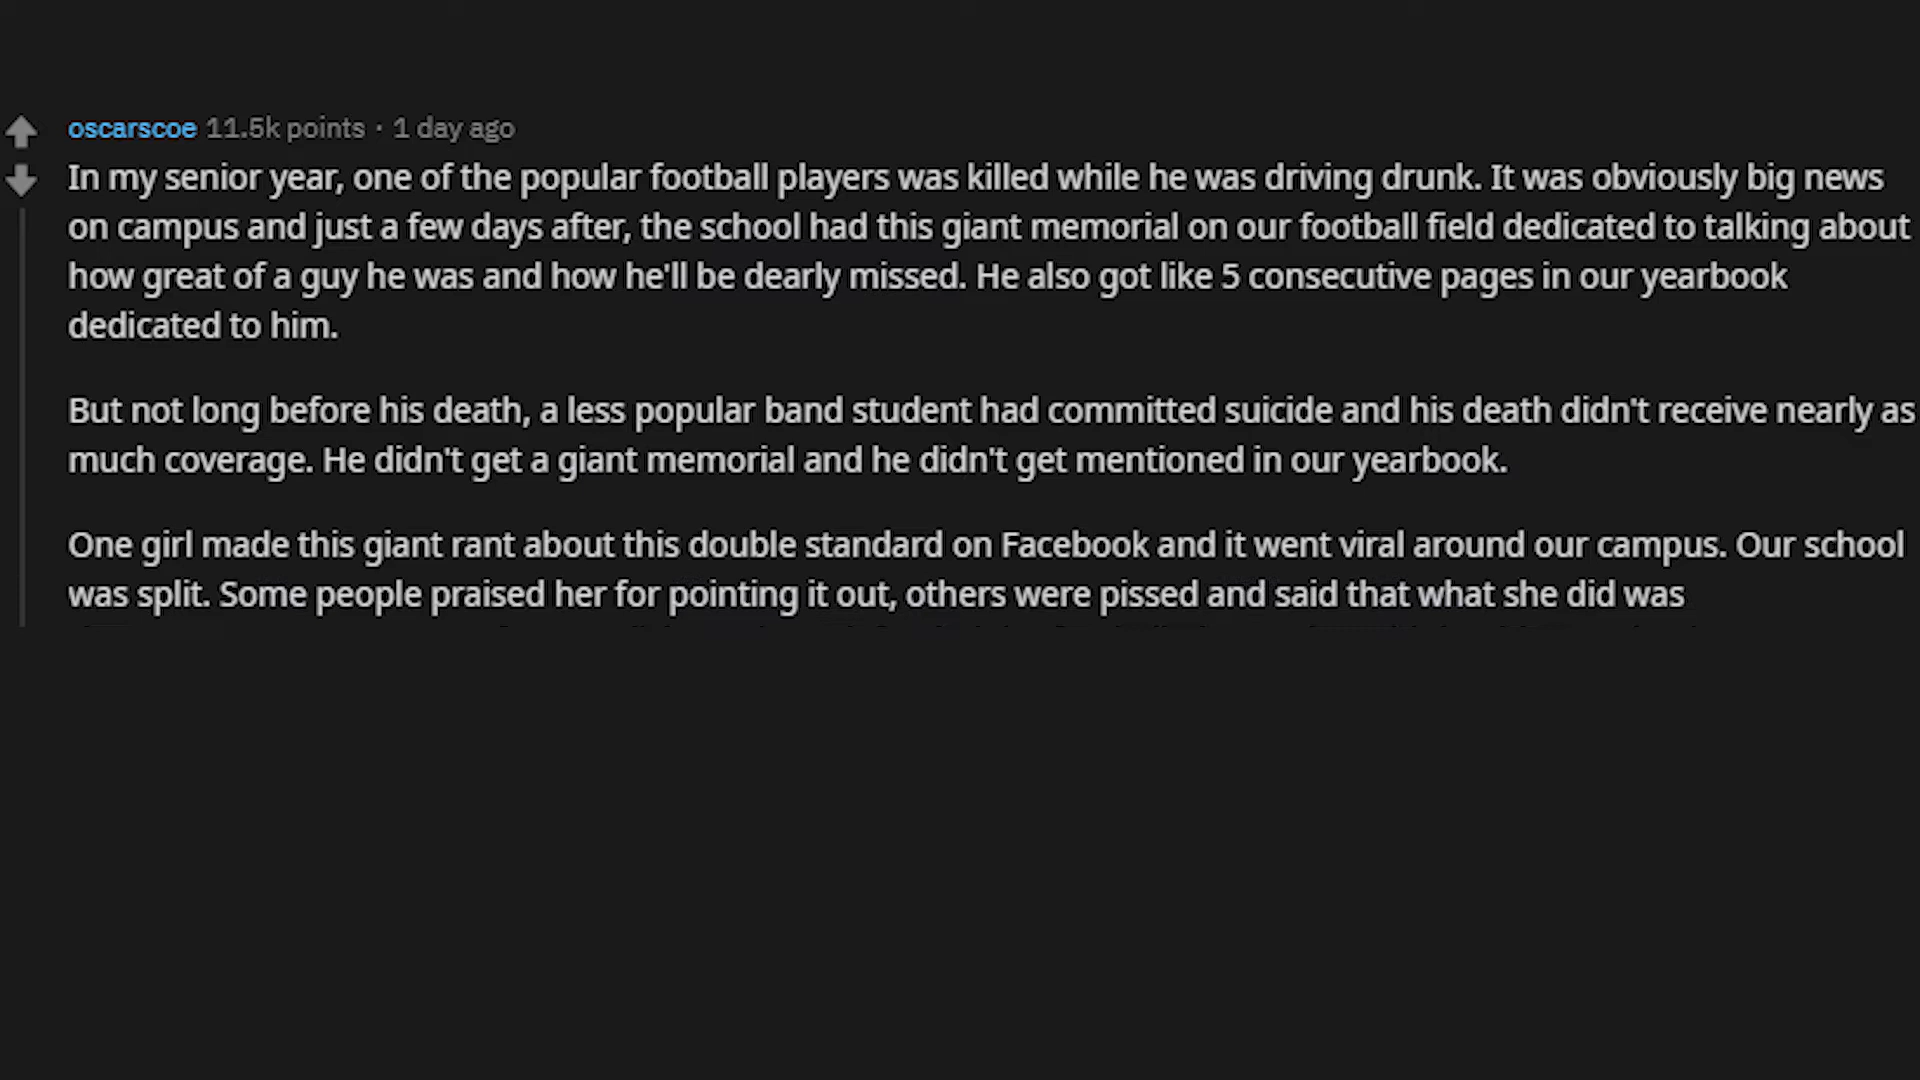 oscarscoe 11.5k points · 1 day ago
In my senior year, one of the popular football players was killed while he was driving drunk. It was obviously big news
on campus and just a few days after, the school had this giant memorial on our football field dedicated to talking about
how great of a guy he was and how he'll be dearly missed. He also got like 5 consecutive pages in our yearbook
dedicated to him.
But not long before his death, a less popular band student had committed suicide and his death didn't receive nearly as
much coverage. He didn't get a giant memorial and he didn't get mentioned in our yearbook.
One girl made this giant rant about this double standard on Facebook and it went viral around our campus. Our school
was split. Some people praised her for pointing it out, others were pissed and said that what she did was